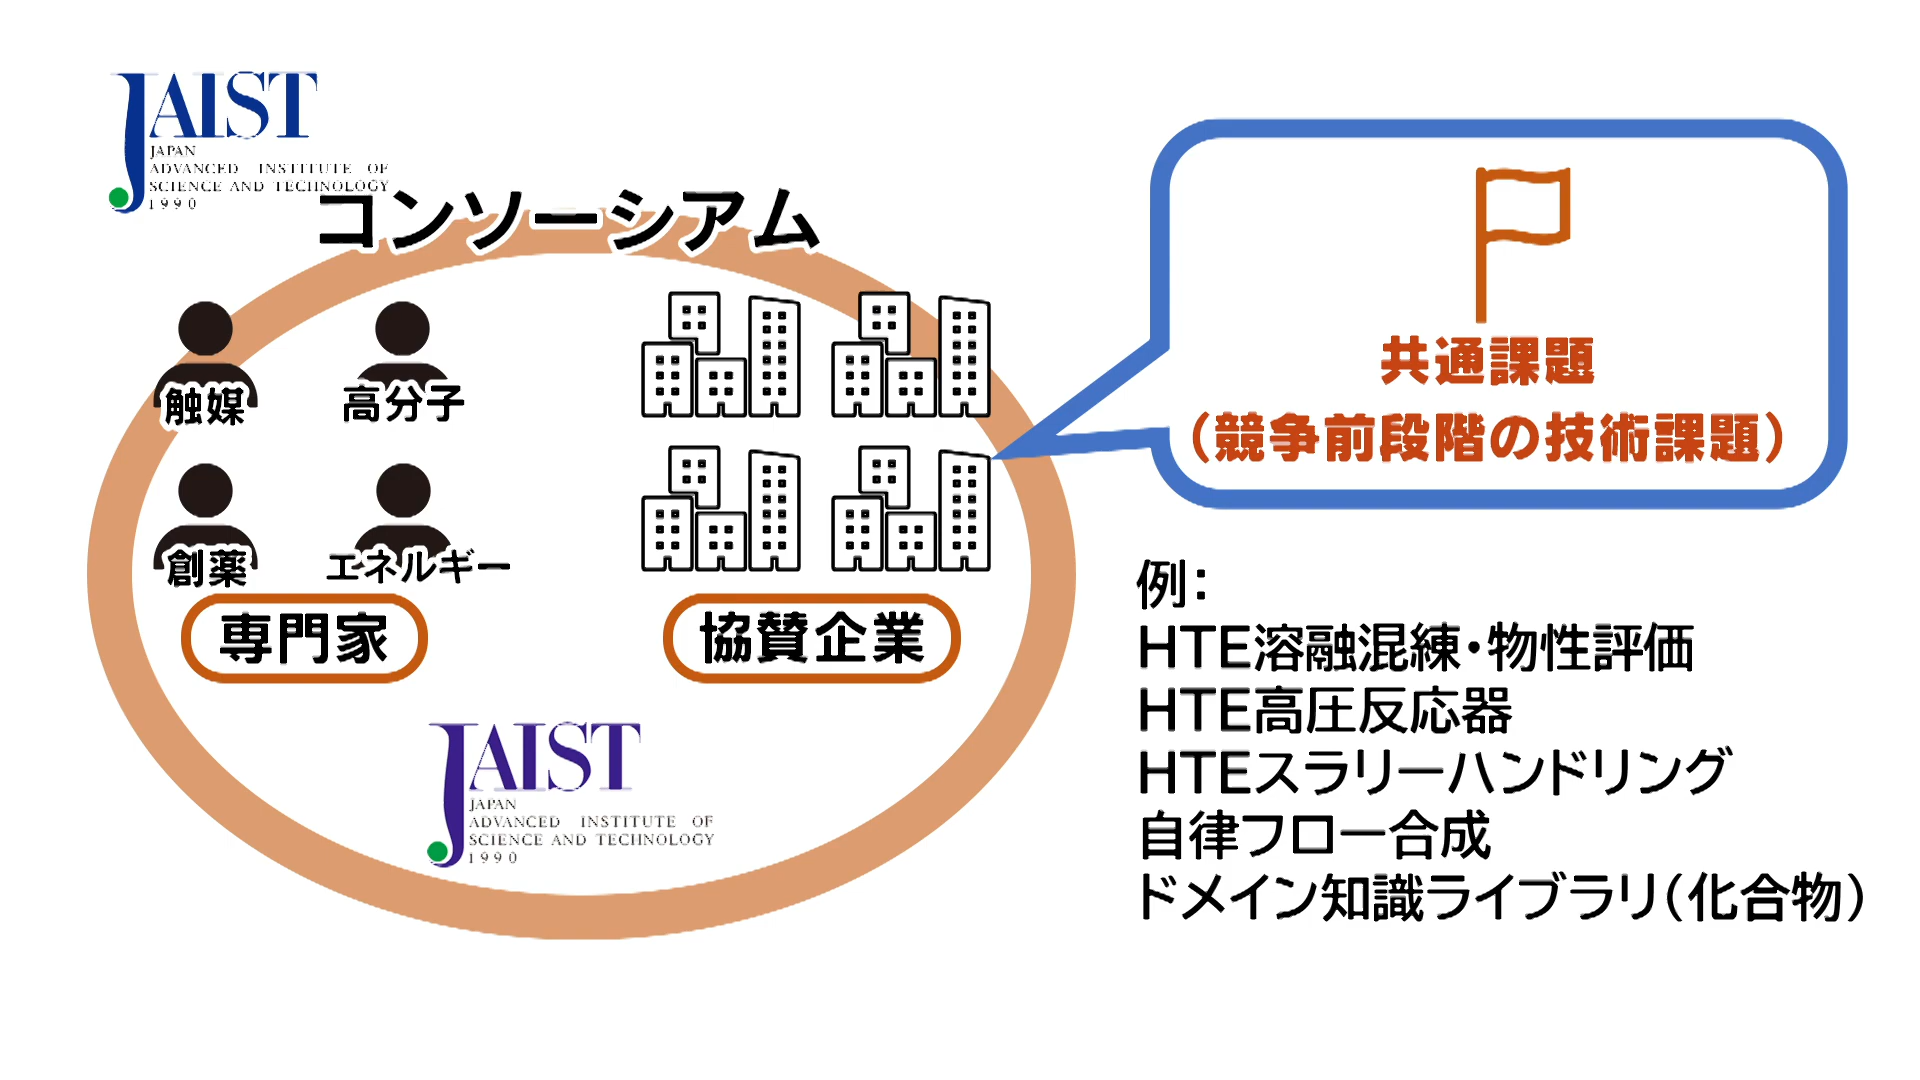 JAIST
JAPAN
ADVANCED INSTITUTE OF
SCIENCE AND TECHNOLOGY
1990
コンソーシアム
触媒
高分子
創薬
エネルギー
専門家
協賛企業
JAIST
JAPAN
ADVANCED INSTITUTE OF
SCIENCE AND TECHNOLOGY
1990
共通課題
（競争前段階の技術課題）
例：
HTE溶融混練・物性評価
HTE高圧反応器
HTEスラリーハンドリング
自律フロー合成
ドメイン知識ライブラリ（化合物）